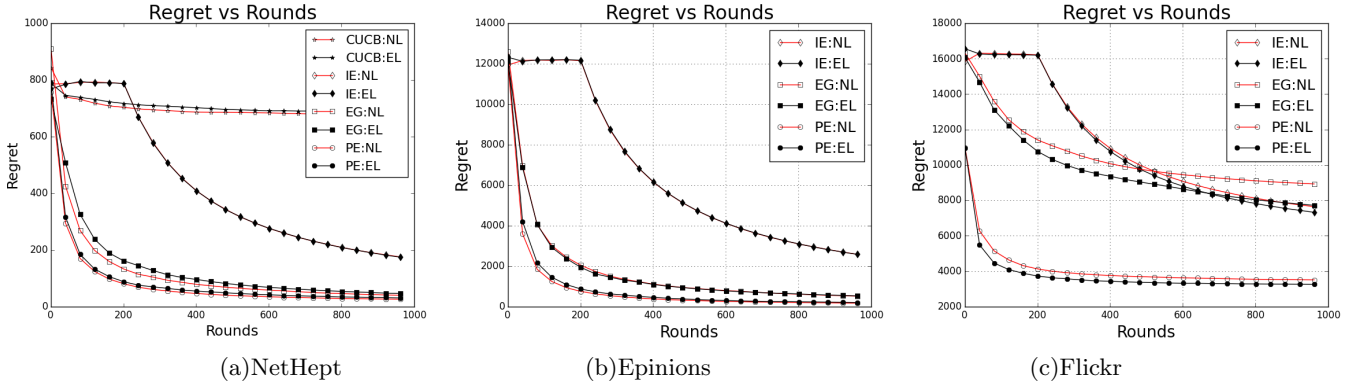 Regret vs Rounds
1000
800
600
400
200
0
Regret
0 200 400 600 800 1000
Rounds
CUCB:NL
CUCB:EL
IE:NL
IE:EL
EG:NL
EG:EL
PE:NL
PE:EL
(a)NetHept
Regret vs Rounds
14000
12000
10000
8000
6000
4000
2000
0
Regret
0 200 400 600 800 1000
Rounds
IE:NL
IE:EL
EG:NL
EG:EL
PE:NL
PE:EL
(b)Epinions
Regret vs Rounds
18000
16000
14000
12000
10000
8000
6000
4000
2000
Regret
0 200 400 600 800 1000
Rounds
IE:NL
IE:EL
EG:NL
EG:EL
PE:NL
PE:EL
(c)Flickr